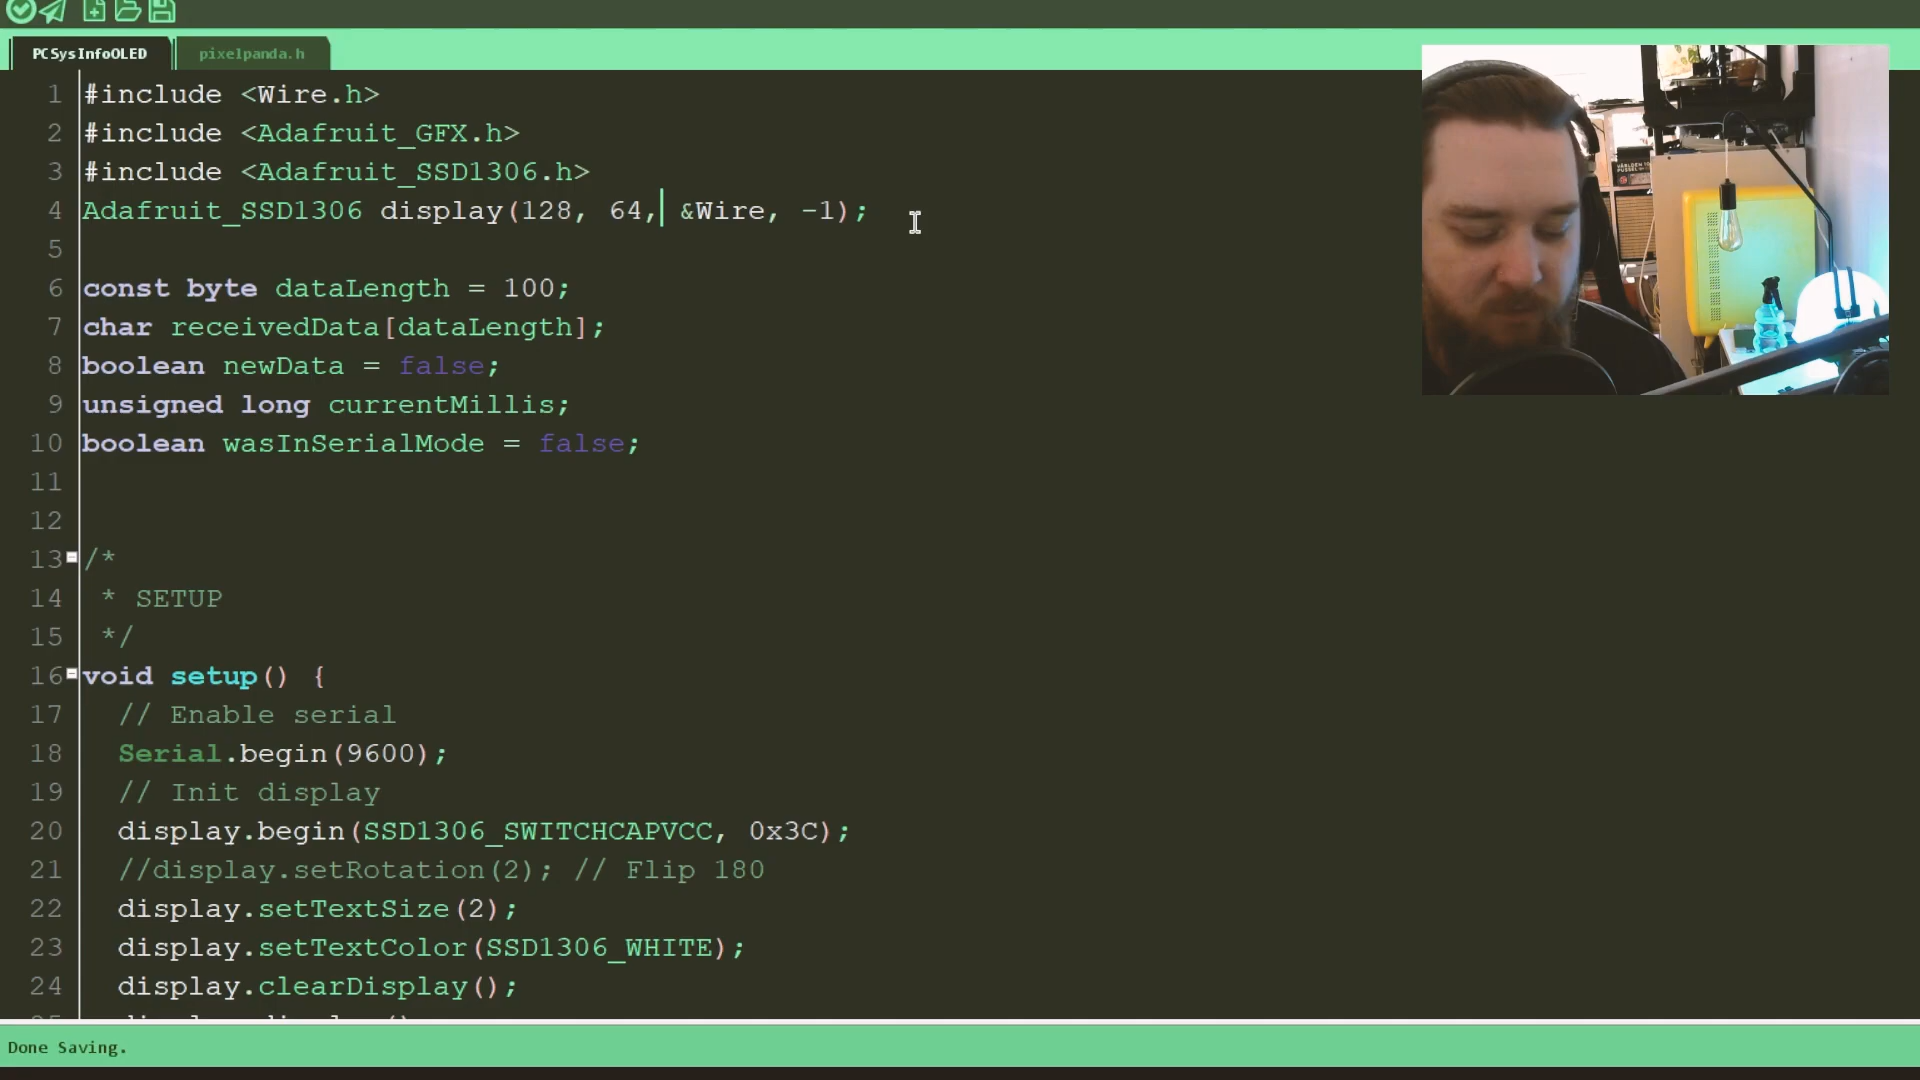 PCSysInfoOLED
pixelpanda.h
1 #include <Wire.h>
2 #include <Adafruit_GFX.h>
3 #include <Adafruit_SSD1306.h>
4 Adafruit_SSD1306 display(128, 64, &Wire, -1);
5
6 const byte dataLength = 100;
7 char receivedData[dataLength];
8 boolean newData = false;
9 unsigned long currentMillis;
10 boolean wasInSerialMode = false;
11
12
13 /*
14 * SETUP
15 */
16 void setup() {
17 // Enable serial
18 Serial.begin(9600);
19 // Init display
20 display.begin(SSD1306_SWITCHCAPVCC, 0x3C);
21 //display.setRotation(2); // Flip 180
22 display.setTextSize(2);
23 display.setTextColor(SSD1306_WHITE);
24 display.clearDisplay();
Done Saving.